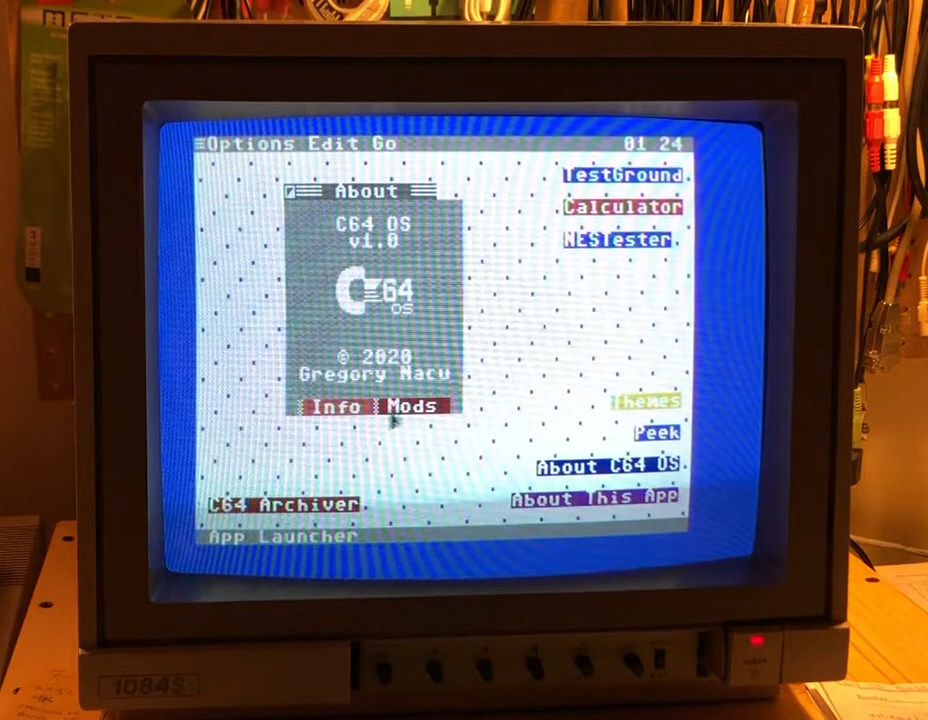 Options Edit Go 01 24
About
TestGround
C64 OS
v1.0
Calculator
NESTester
C=64
OS
© 2020
Gregory Nacu
Info Mods
Themes
Peek
About C64 OS
C64 Archiver
About This App
App Launcher
1084S